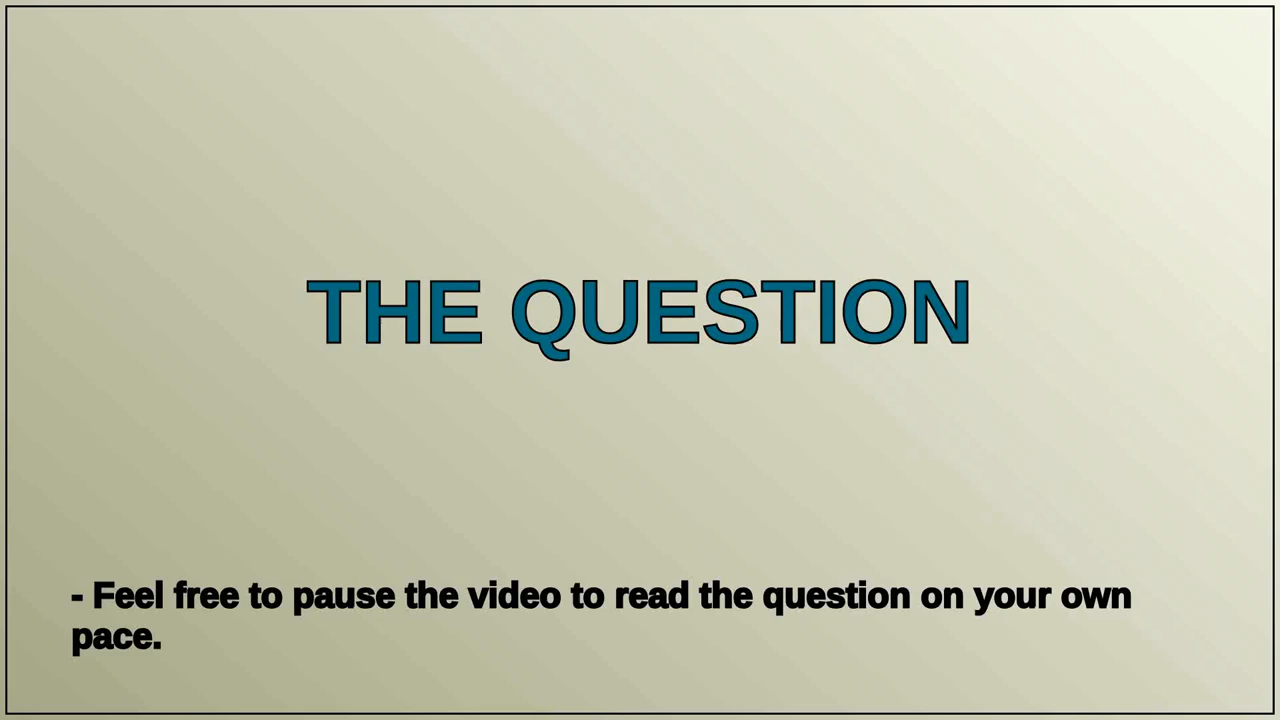 THE QUESTION
- Feel free to pause the video to read the question on your own
pace.